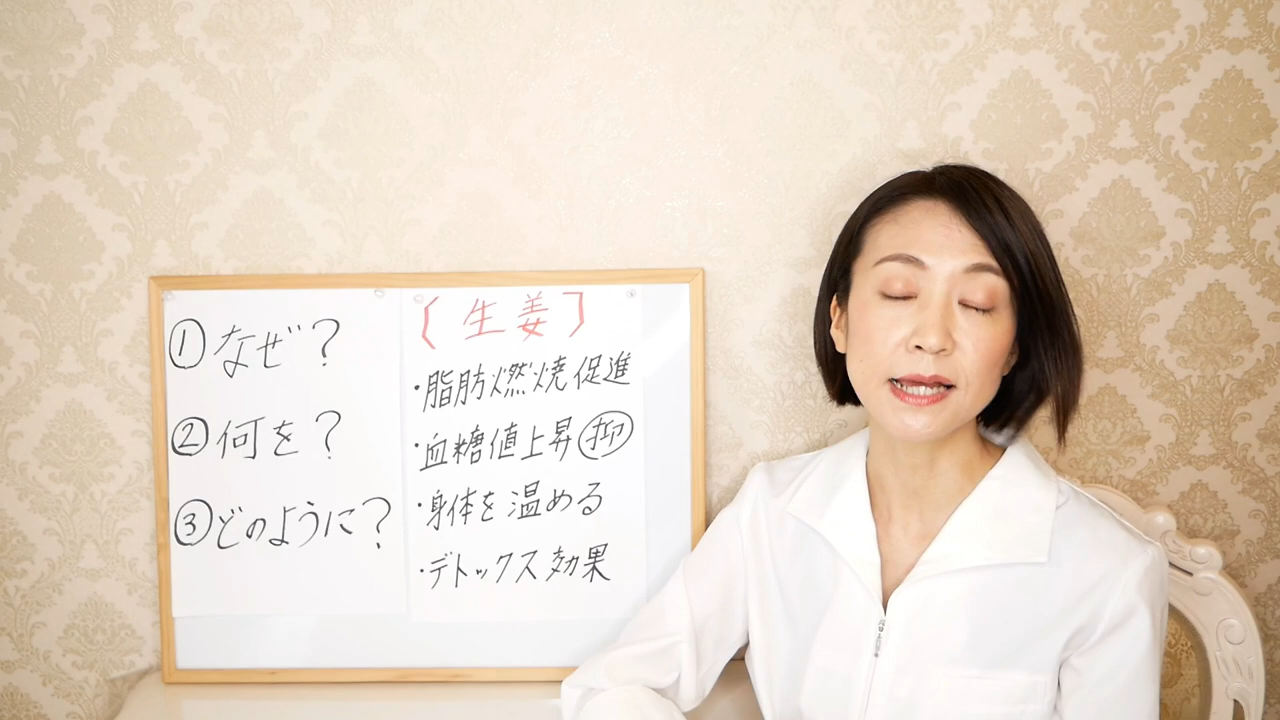 ①なぜ?
②何を?
③どのように?
〔生姜〕
・脂肪燃焼促進
・血糖値上昇㊥抑
・身体を温める
・デトックス効果